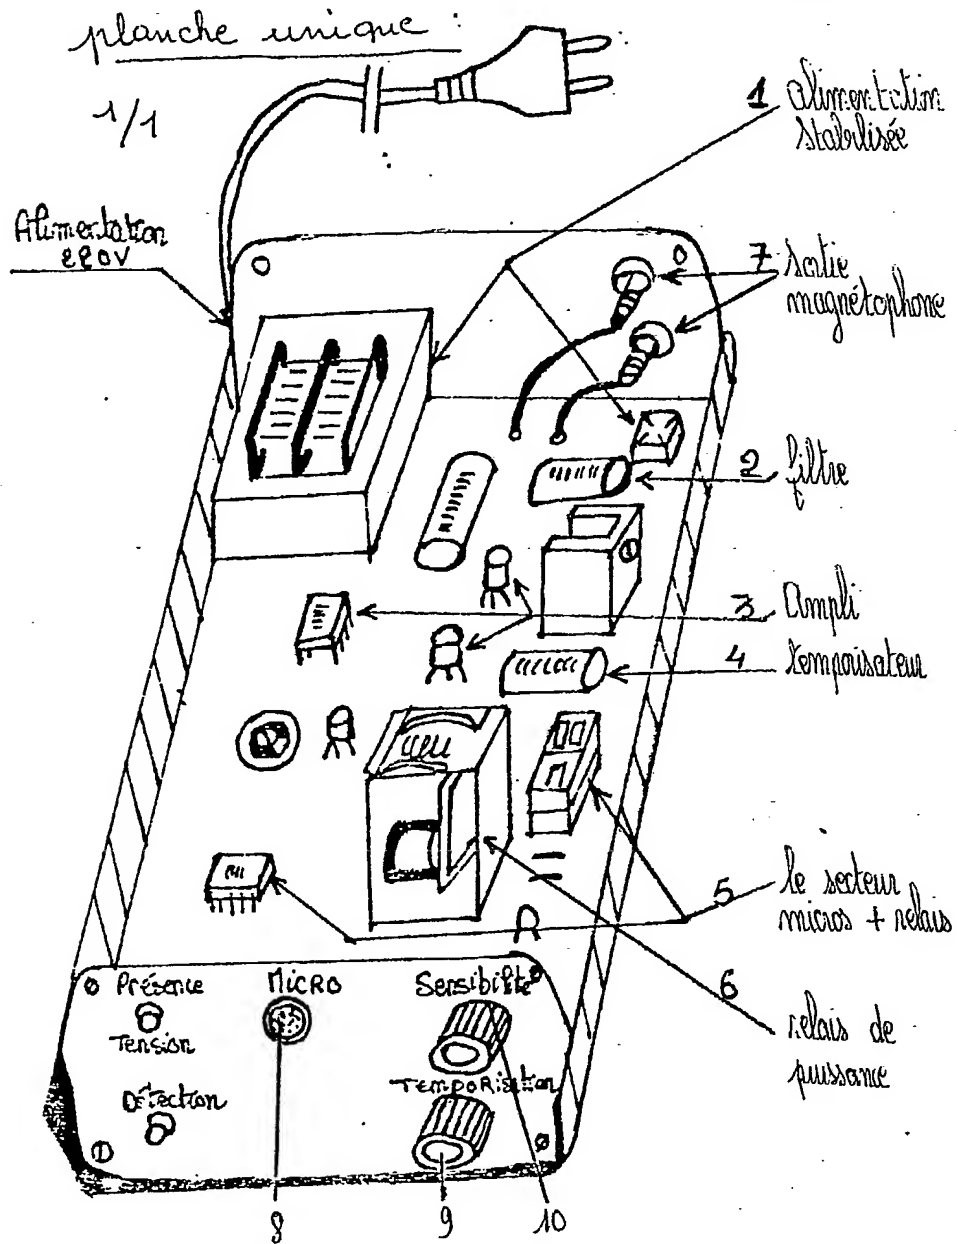 planche unique :
1/1
1 alimentation
stabilisée
Alimentation
220V
7 sortie
magnétophone
2 filtre
3 Ampli
4 temporisateur
5 le secteur
micros + relais
6 relais de
puissance
Présence
Tension
MICRO
Sensibilité
Détection
TEMPORISATION
8
9
10